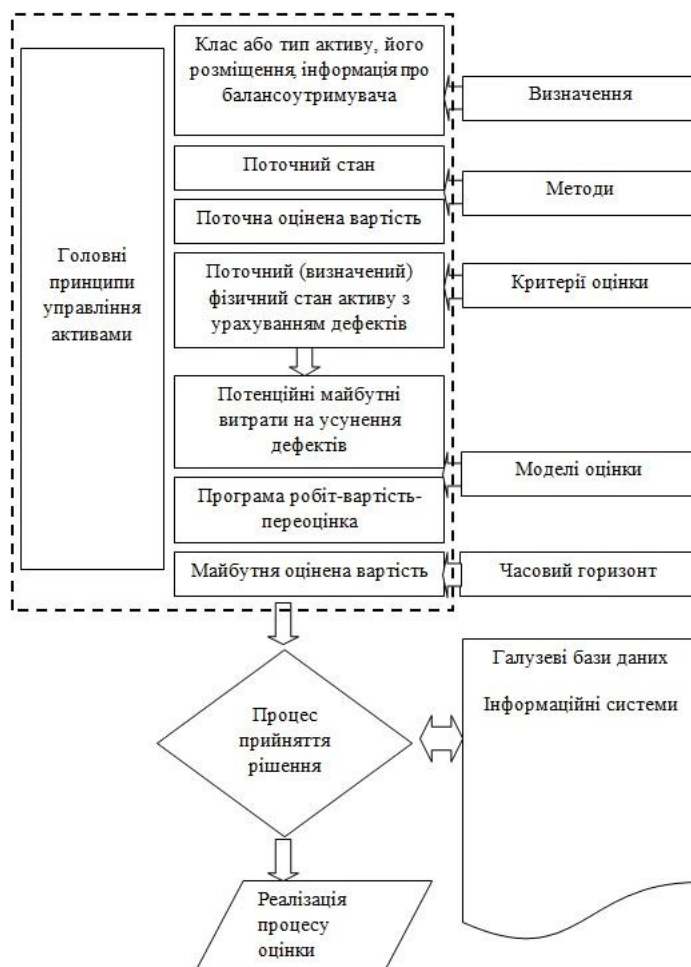 Клас або тип активу, його
розміщення, інформація про
балансоутримувача
Визначення
Поточний стан
Методи
Поточна оцінена вартість
Головні
принципи
управління
активами
Поточний (визначений)
фізичний стан активу з
урахуванням дефектів
Критерії оцінки
Потенційні майбутні
витрати на усунення
дефектів
Моделі оцінки
Програма робіт-вартість-
переоцінка
Майбутня оцінена вартість
Часовий горизонт
Галузеві бази даних
Інформаційні системи
Процес
прийняття
рішення
Реалізація
процесу
оцінки